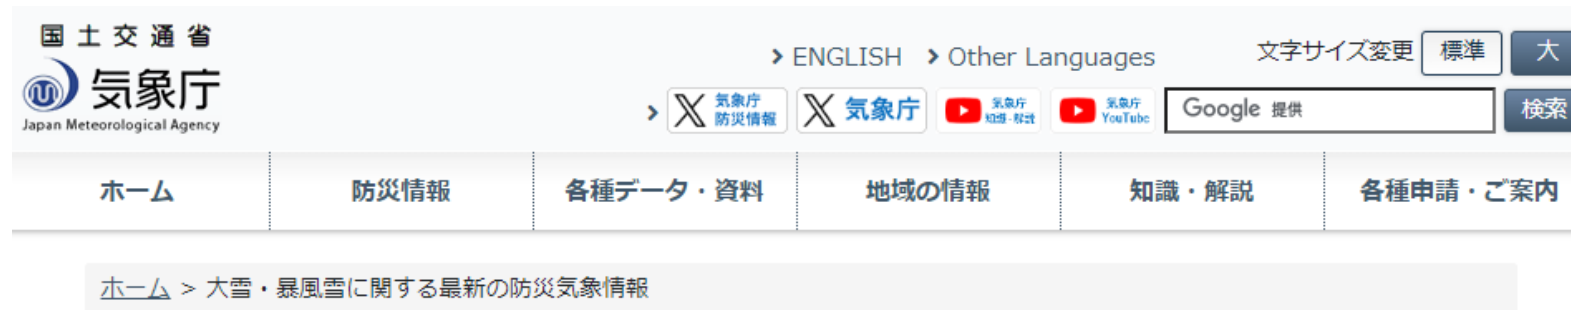 国土交通省
気象庁
Japan Meteorological Agency
ENGLISH Other Languages 文字サイズ変更 標準 大
気象庁 防災情報 気象庁 気象庁 知識・解説 気象庁 YouTube Google 提供 検索
ホーム 防災情報 各種データ・資料 地域の情報 知識・解説 各種申請・ご案内
ホーム > 大雪・暴風雪に関する最新の防災気象情報